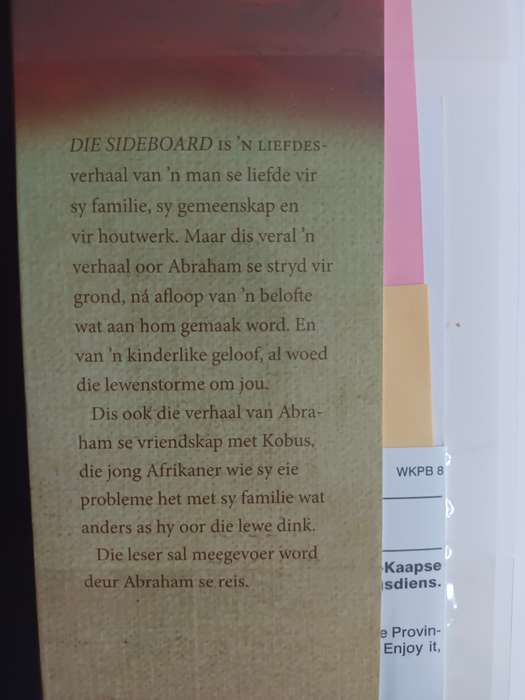 DIE SIDEBOARD IS 'N LIEFDES-
verhaal van 'n man se liefde vir
sy familie, sy gemeenskap en
vir houtwerk. Maar dis veral 'n
verhaal oor Abraham se stryd vir
grond, ná afloop van 'n belofte
wat aan hom gemaak word. En
van 'n kinderlike geloof, al woed
die lewenstorme om jou.
Dis ook die verhaal van Abra-
ham se vriendskap met Kobus,
die jong Afrikaner wie sy eie
probleme het met sy familie wat
anders as hy oor die lewe dink.
Die leser sal meegevoer word
deur Abraham se reis.
WKPB 8
-Kaapse
sdiens.
e Provin-
Enjoy it,